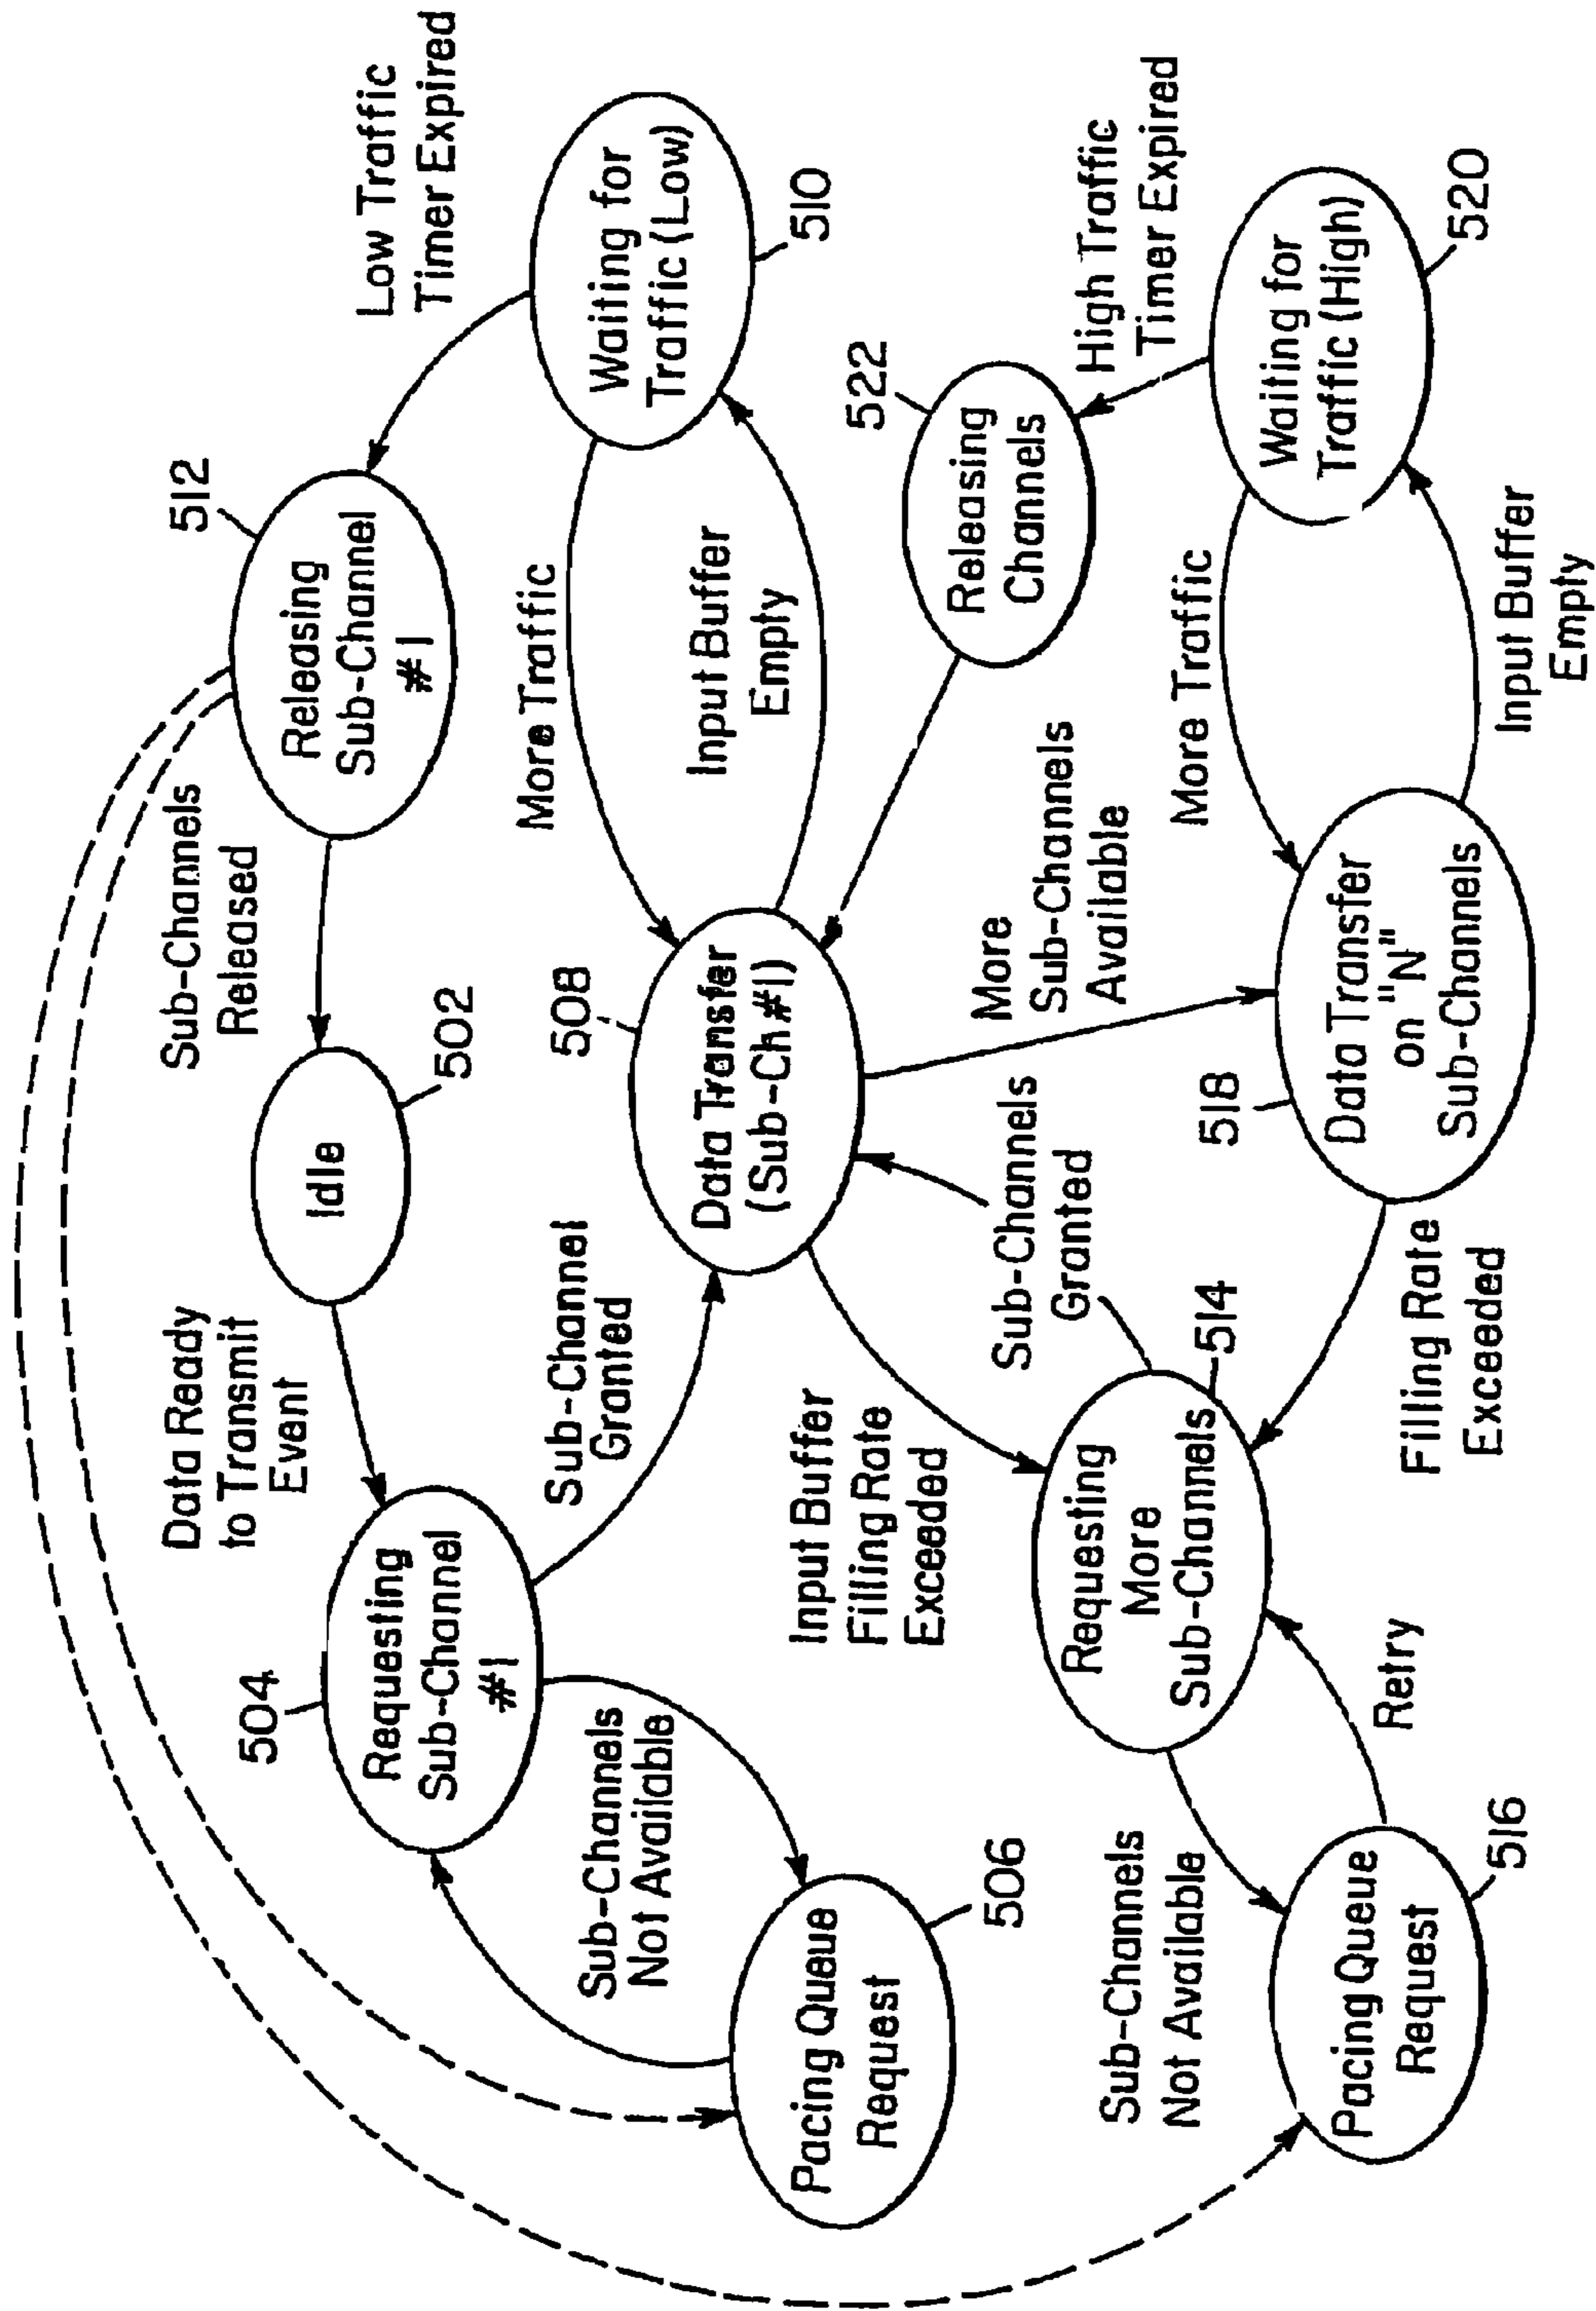 Low Traffic
Timer Expired
512
Releasing
Sub-Channel
#1
Sub-Channels
Released
Idle
502
Data Ready
to Transmit
Event
504
Requesting
Sub-Channel
#1
Waiting for
Traffic (Low)
510
More Traffic
Input Buffer
Empty
508
Data Transfer
(Sub-Ch#1)
Sub-Channel
Granted
Sub-Channels
Not Available
Pacing Queue
Request
506
High Traffic
Timer Expired
522
Releasing
Channels
More
Sub-Channels
Available
Sub-Channels
Granted
Input Buffer
Filling Rate
Exceeded
Waiting for
Traffic (High)
520
More Traffic
Input Buffer
Empty
518
Data Transfer
on "N"
Sub-Channels
Filling Rate
Exceeded
514
Requesting
More
Sub-Channels
Retry
Sub-Channels
Not Available
Pacing Queue
Request
516